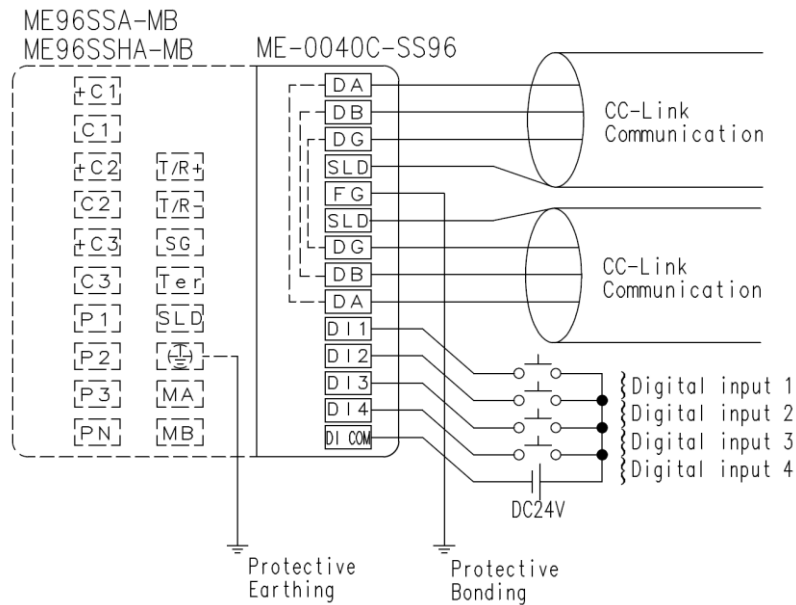 ME96SSA-MB
ME96SSHA-MB
ME-0040C-SS96
+C1
C1
+C2
C2
+C3
C3
P1
P2
P3
PN
T/R+
T/R-
SG
Ter
SLD
MA
MB
DA
DB
DG
SLD
FG
SLD
DG
DB
DA
DI1
DI2
DI3
DI4
DI COM
CC-Link
Communication
CC-Link
Communication
Digital input 1
Digital input 2
Digital input 3
Digital input 4
DC24V
Protective
Earthing
Protective
Bonding